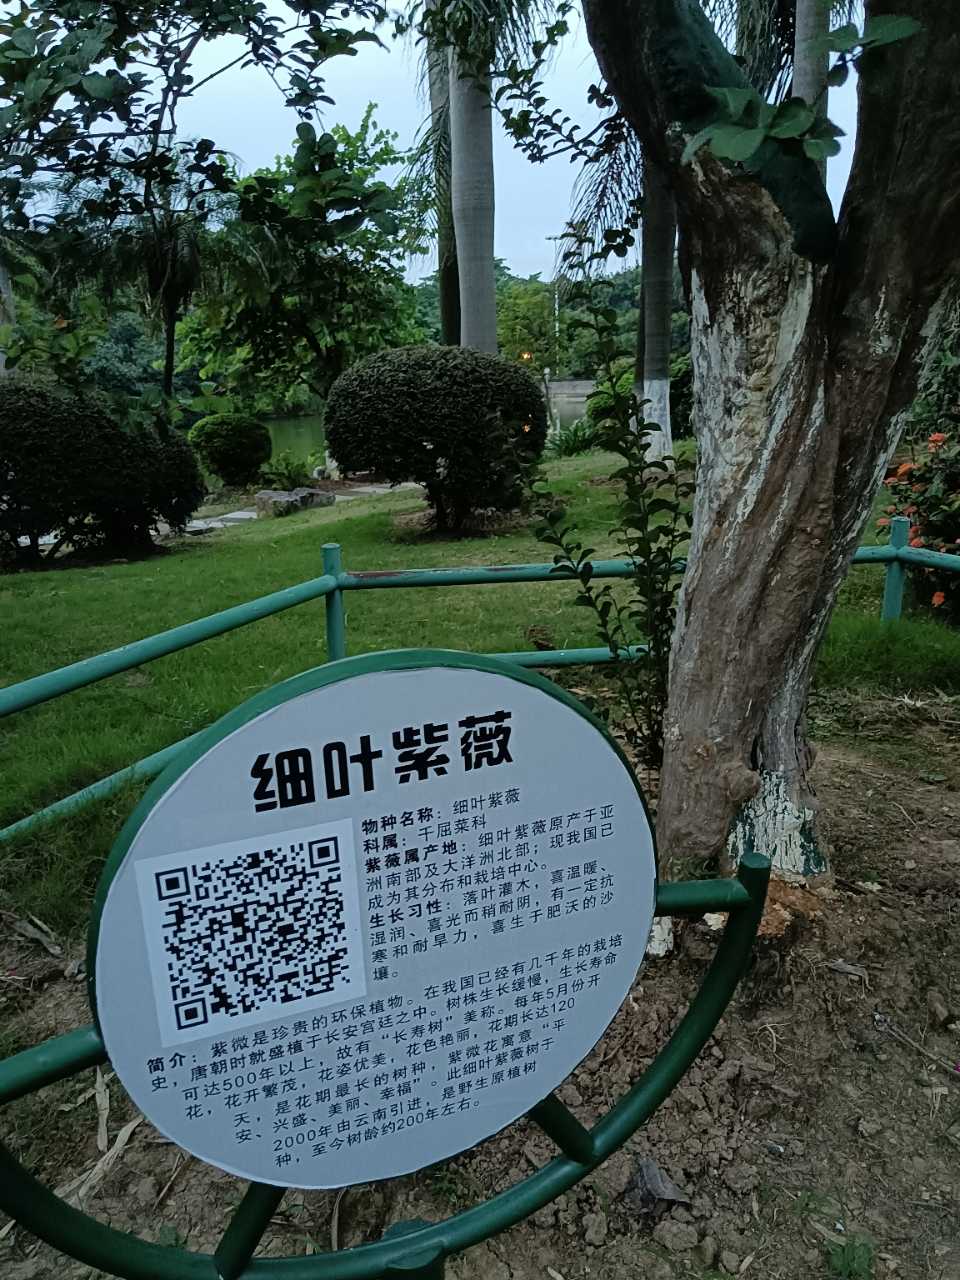 细叶紫薇
物种名称：细叶紫薇
科属：千屈菜科
紫薇属产地：细叶紫薇原产于亚
洲南部及大洋洲北部；现我国已
成为其分布和栽培中心。
生长习性：落叶灌木，喜温暖、
湿润、喜光而稍耐阴，有一定抗
寒和耐旱力，喜生于肥沃的沙
壤。
简介：紫微是珍贵的环保植物。在我国已经有几千年的栽培
史，唐朝时就盛植于长安宫廷之中。树株生长缓慢，生长寿命
可达500年以上，故有“长寿树”美称。每年5月份开
花，花开繁茂，花姿优美，花色艳丽，花期长达120
天，是花期最长的树种，紫微花寓意“平
安、兴盛、美丽、幸福”。此细叶紫薇树于
2000年由云南引进，是野生原植树
种，至今树龄约200年左右。